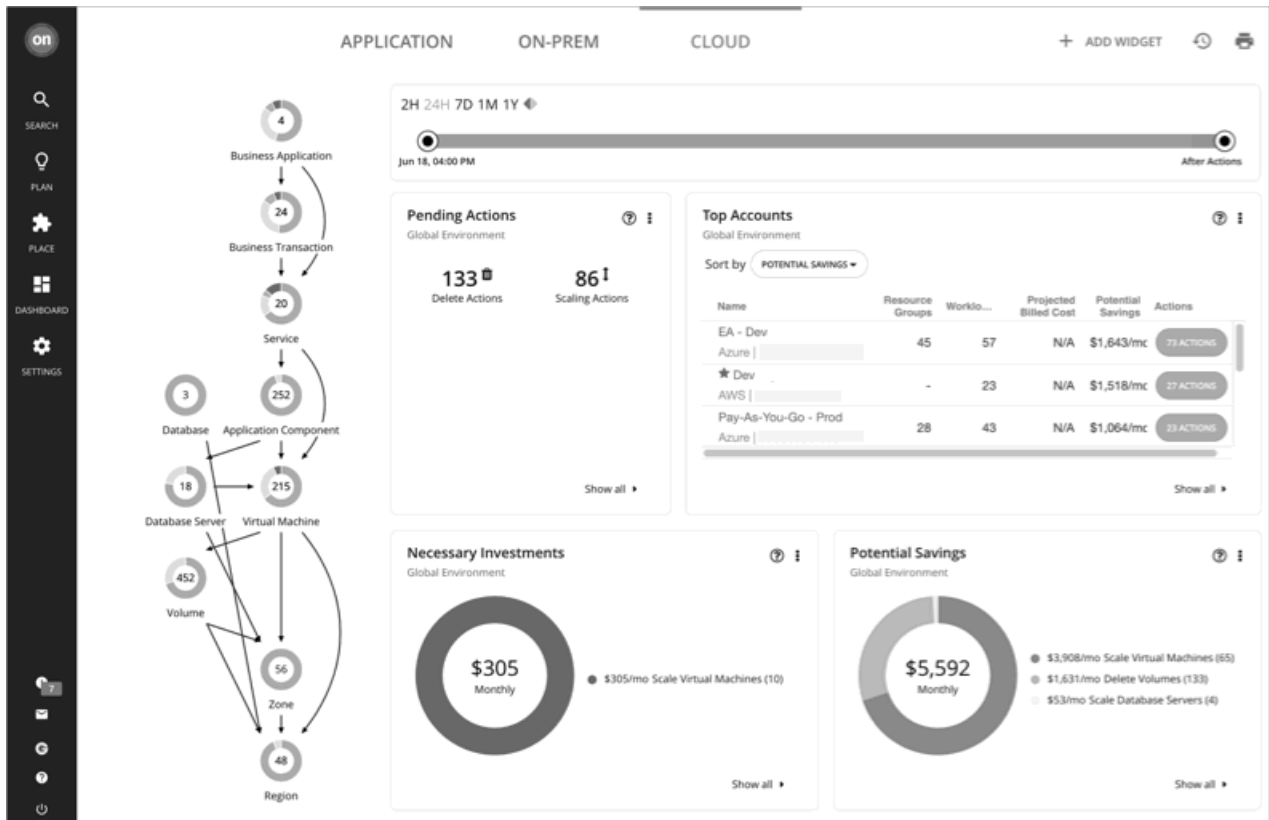 on
SEARCH
PLAN
PLACE
DASHBOARD
SETTINGS
7
APPLICATION ON-PREM CLOUD
+ ADD WIDGET
4
Business Application
24
Business Transaction
20
Service
3
Database
252
Application Component
18
Database Server
215
Virtual Machine
452
Volume
56
Zone
48
Region
2H 24H 7D 1M 1Y
Jun 18, 04:00 PM
After Actions
Pending Actions
Global Environment
133
Delete Actions
86
Scaling Actions
Show all
Top Accounts
Global Environment
Sort by POTENTIAL SAVINGS
Name Resource Groups Worklo... Projected Billed Cost Potential Savings Actions
EA - Dev
Azure |
45 57 N/A $1,643/mc 73 ACTIONS
Dev
AWS |
- 23 N/A $1,518/mc 27 ACTIONS
Pay-As-You-Go - Prod
Azure |
28 43 N/A $1,064/mc 23 ACTIONS
Show all
Necessary Investments
Global Environment
$305
Monthly
$305/mo Scale Virtual Machines (10)
Show all
Potential Savings
Global Environment
$5,592
Monthly
$3,908/mo Scale Virtual Machines (65)
$1,631/mo Delete Volumes (133)
$53/mo Scale Database Servers (4)
Show all